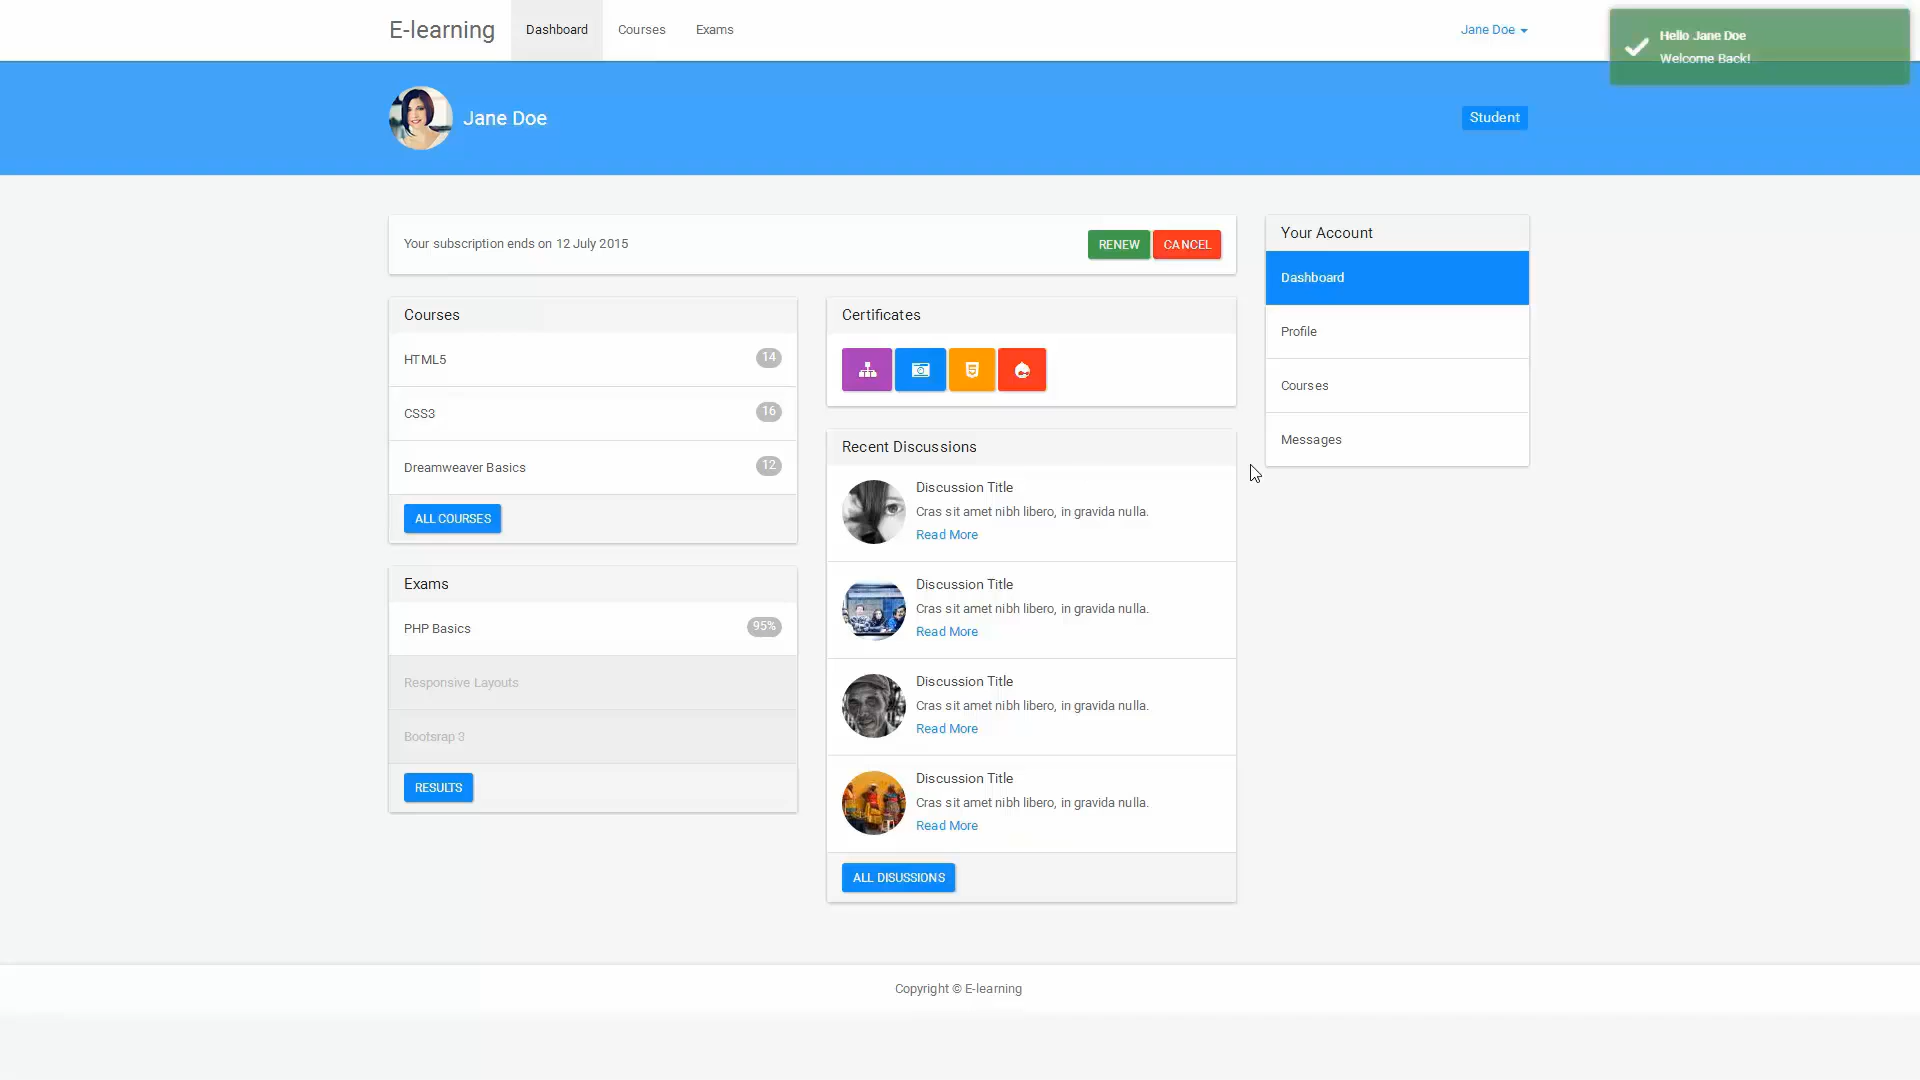 E-learning
Dashboard
Courses
Exams
Jane Doe
Hello Jane Doe
Welcome Back!
Jane Doe
Student
Your subscription ends on 12 July 2015
RENEW
CANCEL
Courses
HTML5
14
CSS3
16
Dreamweaver Basics
12
ALL COURSES
Exams
PHP Basics
95%
Responsive Layouts
Bootsrap 3
RESULTS
Certificates
Recent Discussions
Discussion Title
Cras sit amet nibh libero, in gravida nulla.
Read More
Discussion Title
Cras sit amet nibh libero, in gravida nulla.
Read More
Discussion Title
Cras sit amet nibh libero, in gravida nulla.
Read More
Discussion Title
Cras sit amet nibh libero, in gravida nulla.
Read More
ALL DISUSSIONS
Your Account
Dashboard
Profile
Courses
Messages
Copyright © E-learning